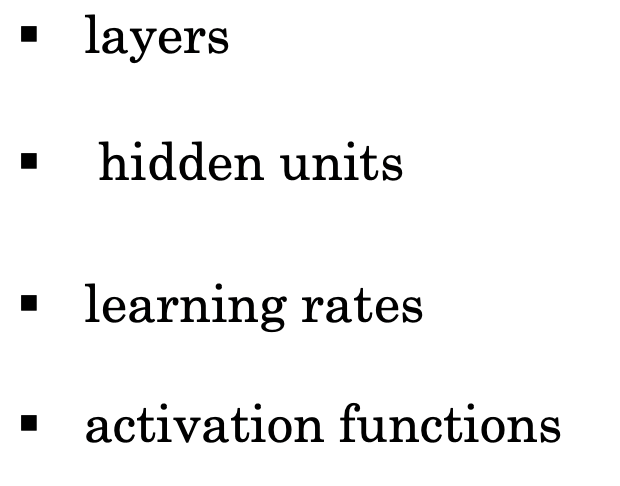 ▪ layers
▪ hidden units
▪ learning rates
▪ activation functions